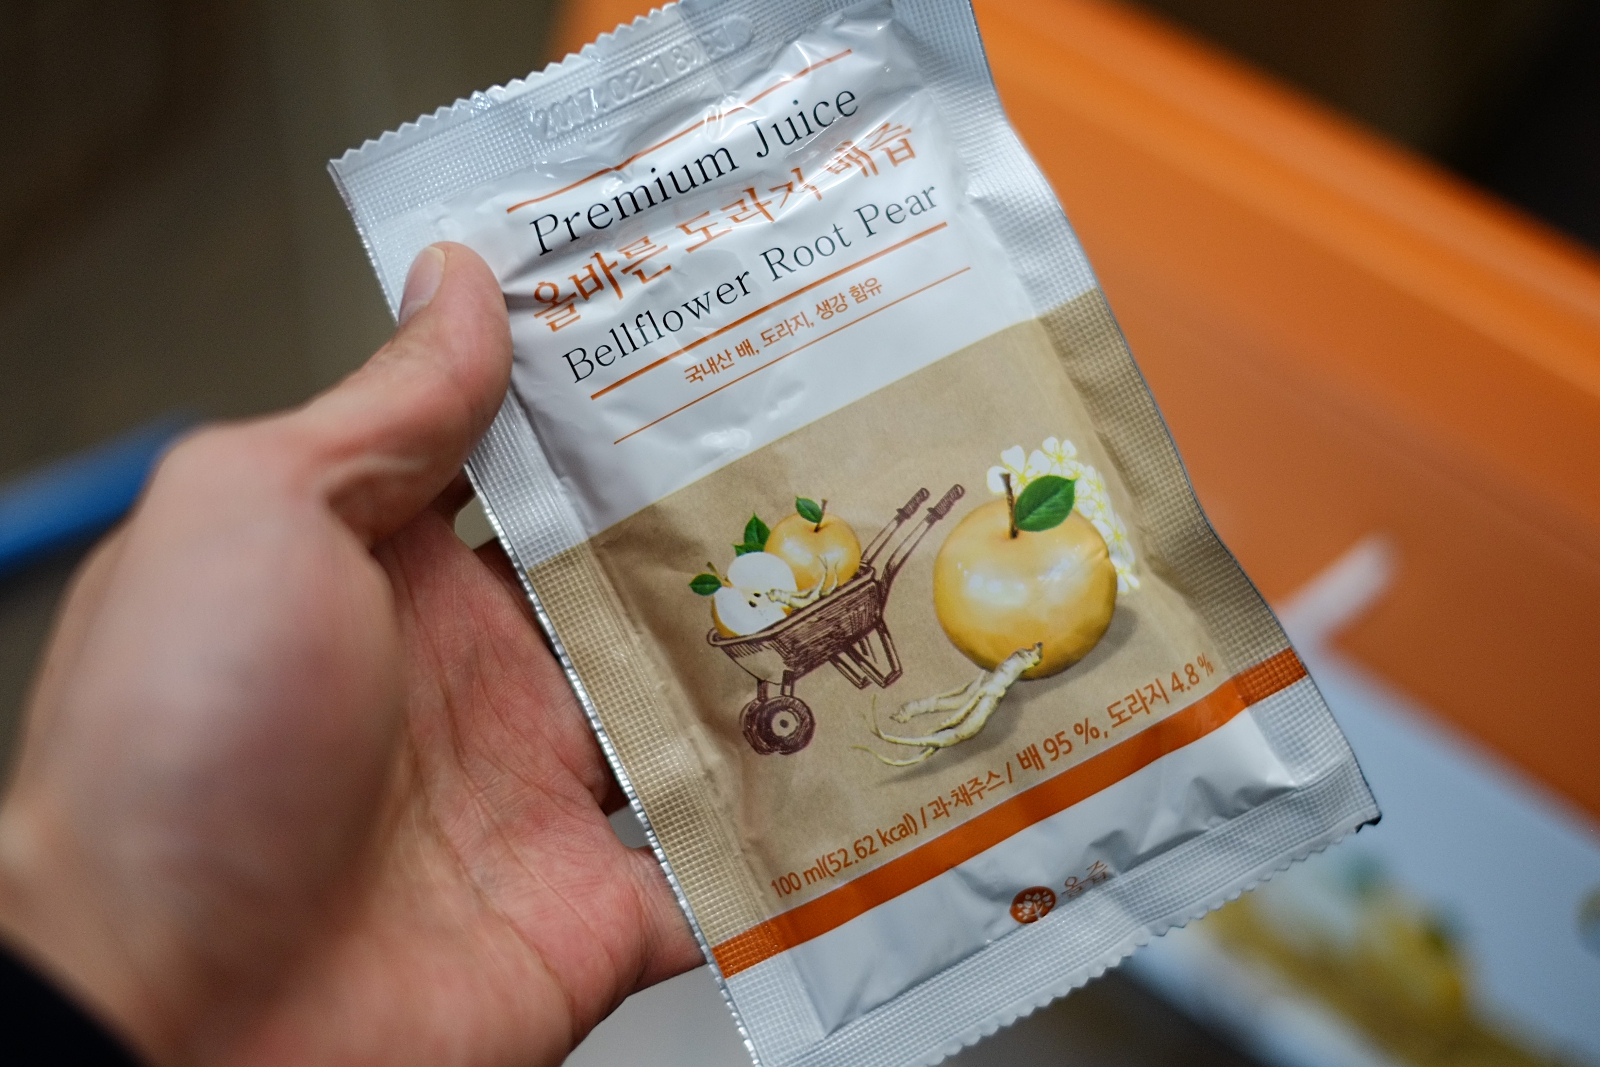 2017.02.18
Premium Juice
올바른 도라지 배즙
Bellflower Root Pear
국내산 배, 도라지, 생강 함유
100 ml(52.62 kcal) / 과·채주스 / 배 95 %, 도라지 4.8 %
올즙